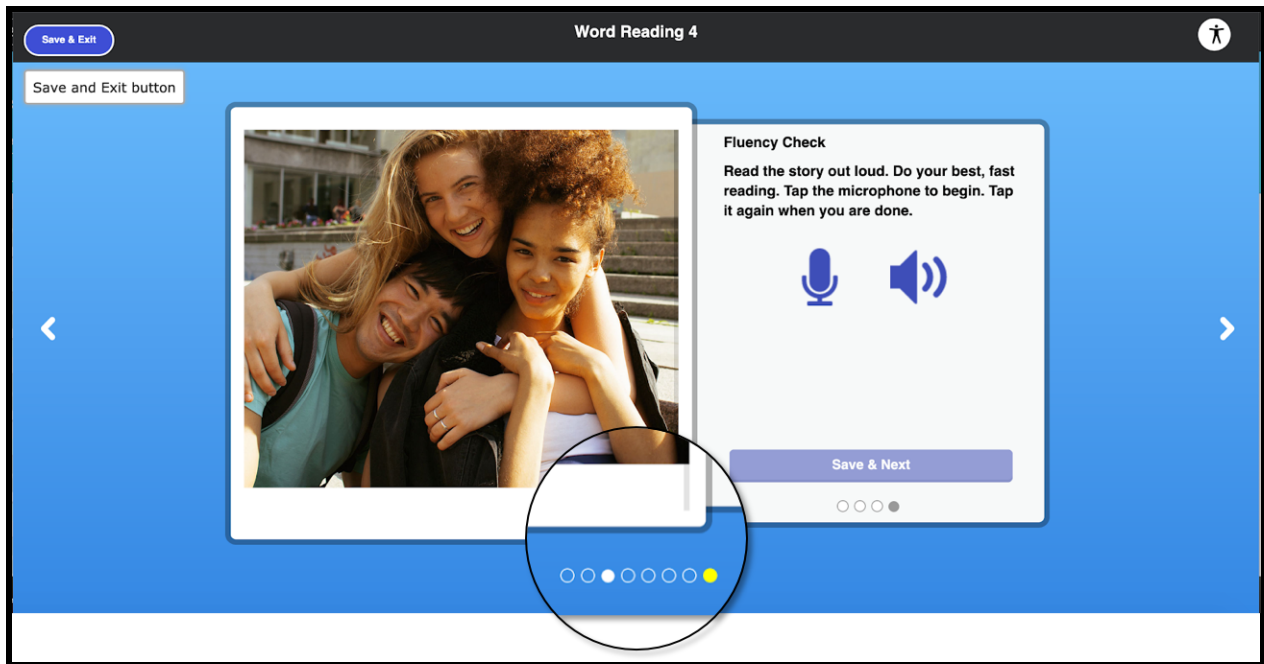 Save & Exit
Word Reading 4
Save and Exit button
Fluency Check
Read the story out loud. Do your best, fast
reading. Tap the microphone to begin. Tap
it again when you are done.
Save & Next